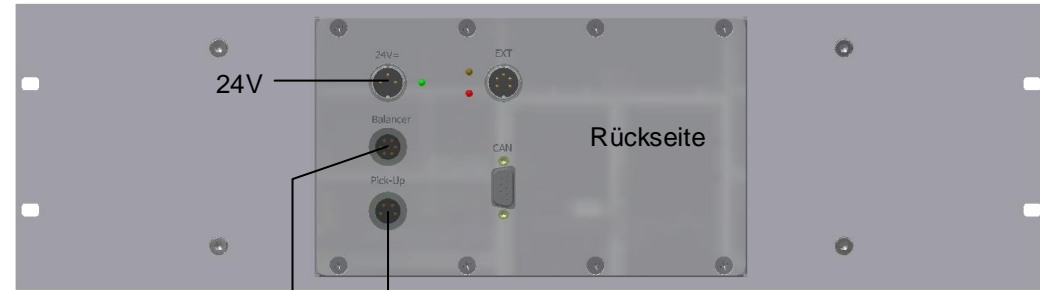 24V=
EXT
24V
Balancer
Rückseite
CAN
Pick-Up